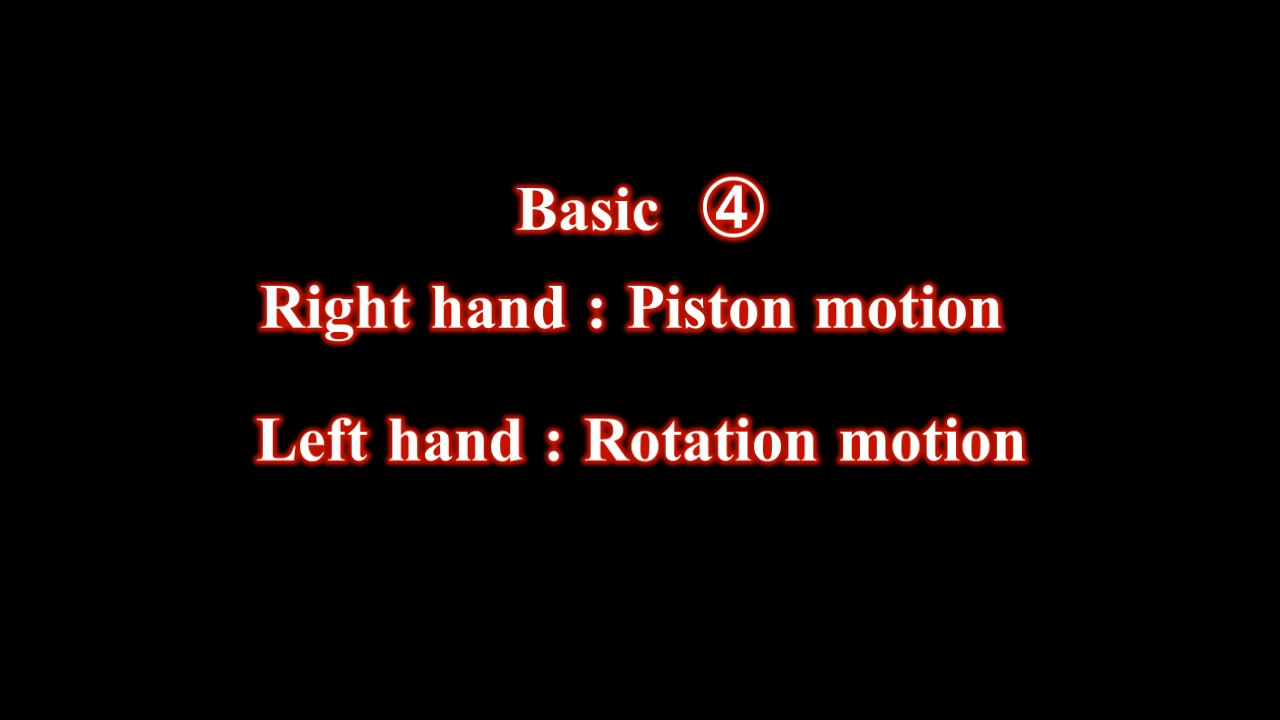 Basic ④
Right hand : Piston motion
Left hand : Rotation motion